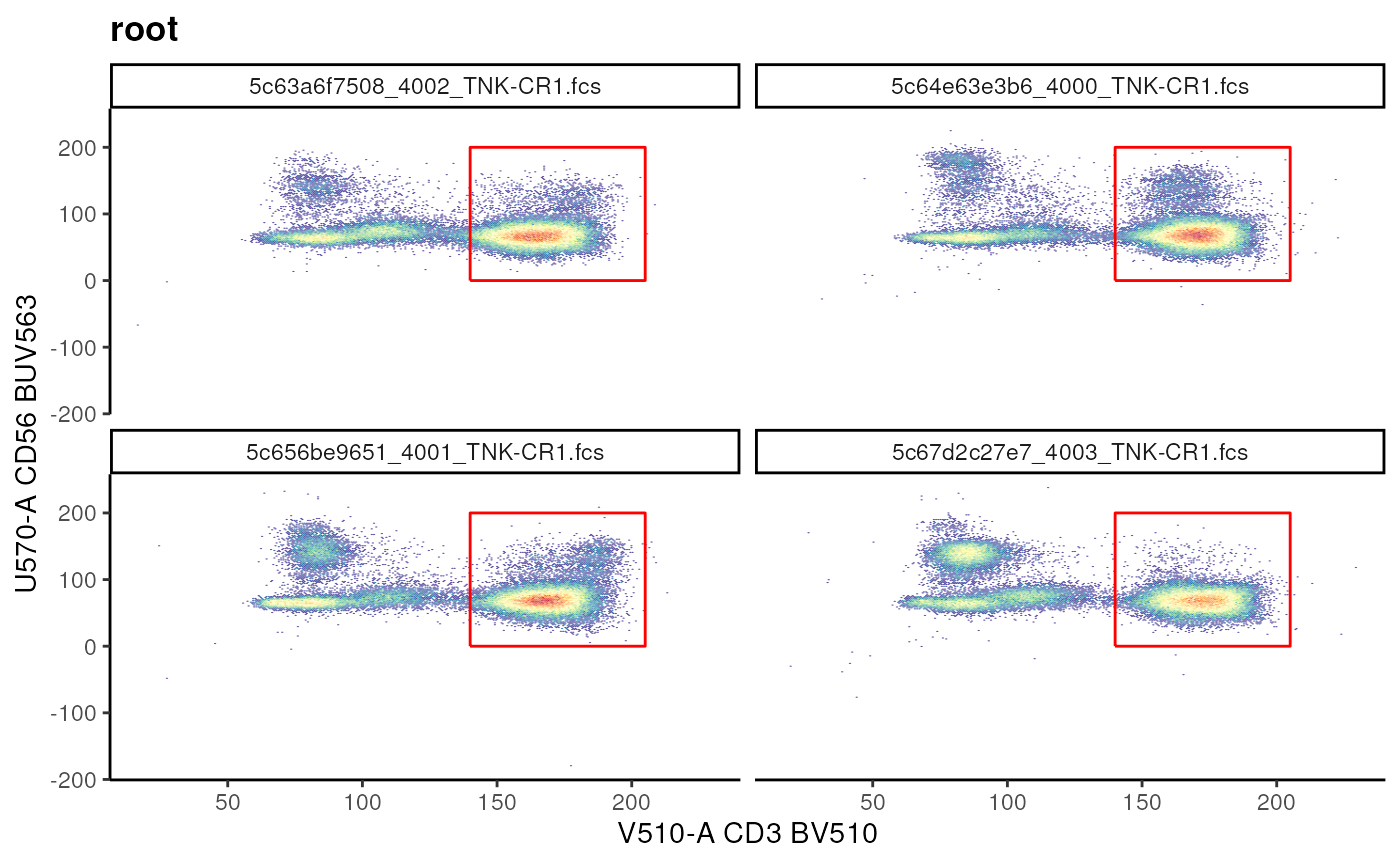 root
5c63a6f7508_4002_TNK-CR1.fcs
5c64e63e3b6_4000_TNK-CR1.fcs
200
100
0
-100
-200
5c656be9651_4001_TNK-CR1.fcs
5c67d2c27e7_4003_TNK-CR1.fcs
200
100
0
-100
-200
U570-A CD56 BUV563
50 100 150 200
50 100 150 200
V510-A CD3 BV510